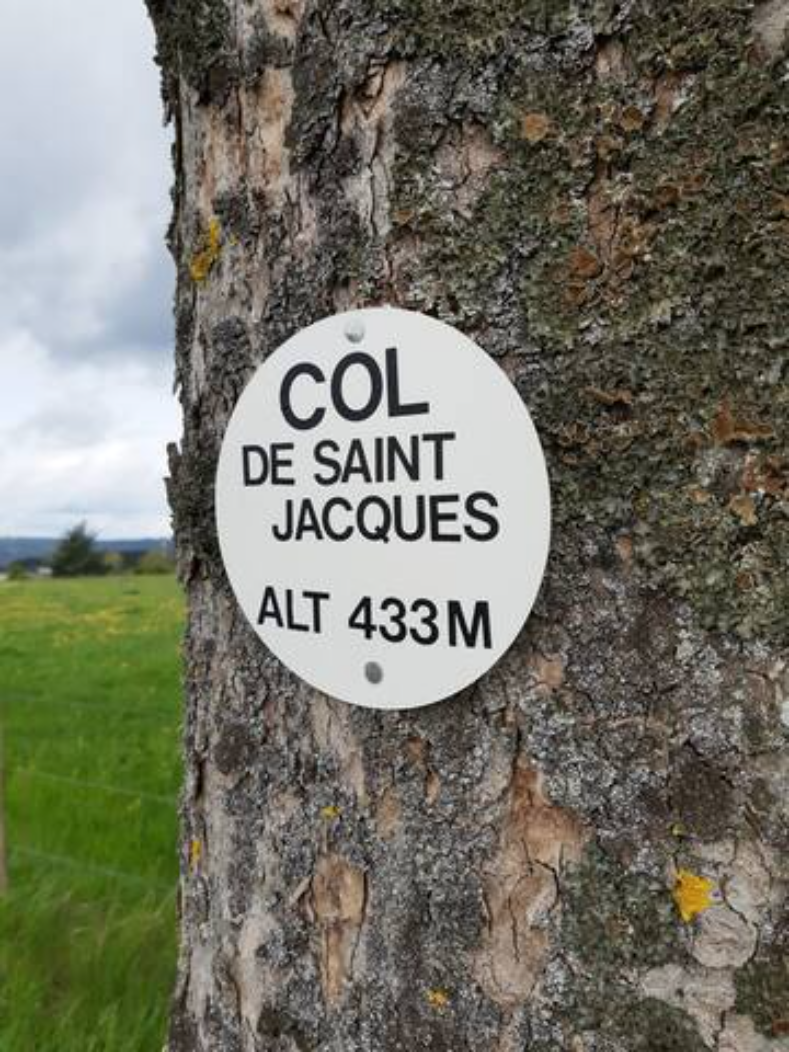 COL
DE SAINT
JACQUES
ALT 433M